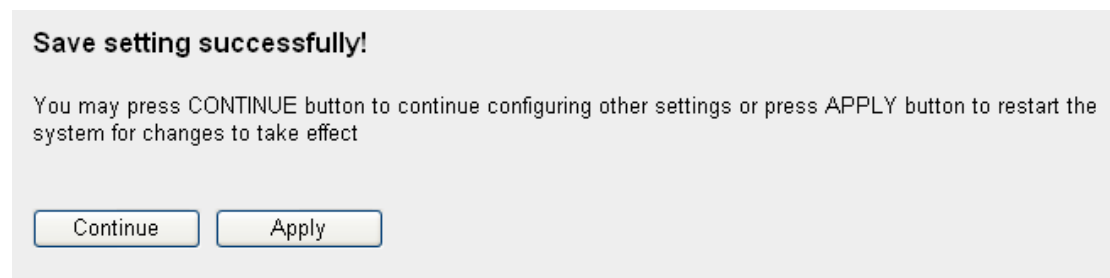 Save setting successfully!
You may press CONTINUE button to continue configuring other settings or press APPLY button to restart the
system for changes to take effect
Continue
Apply